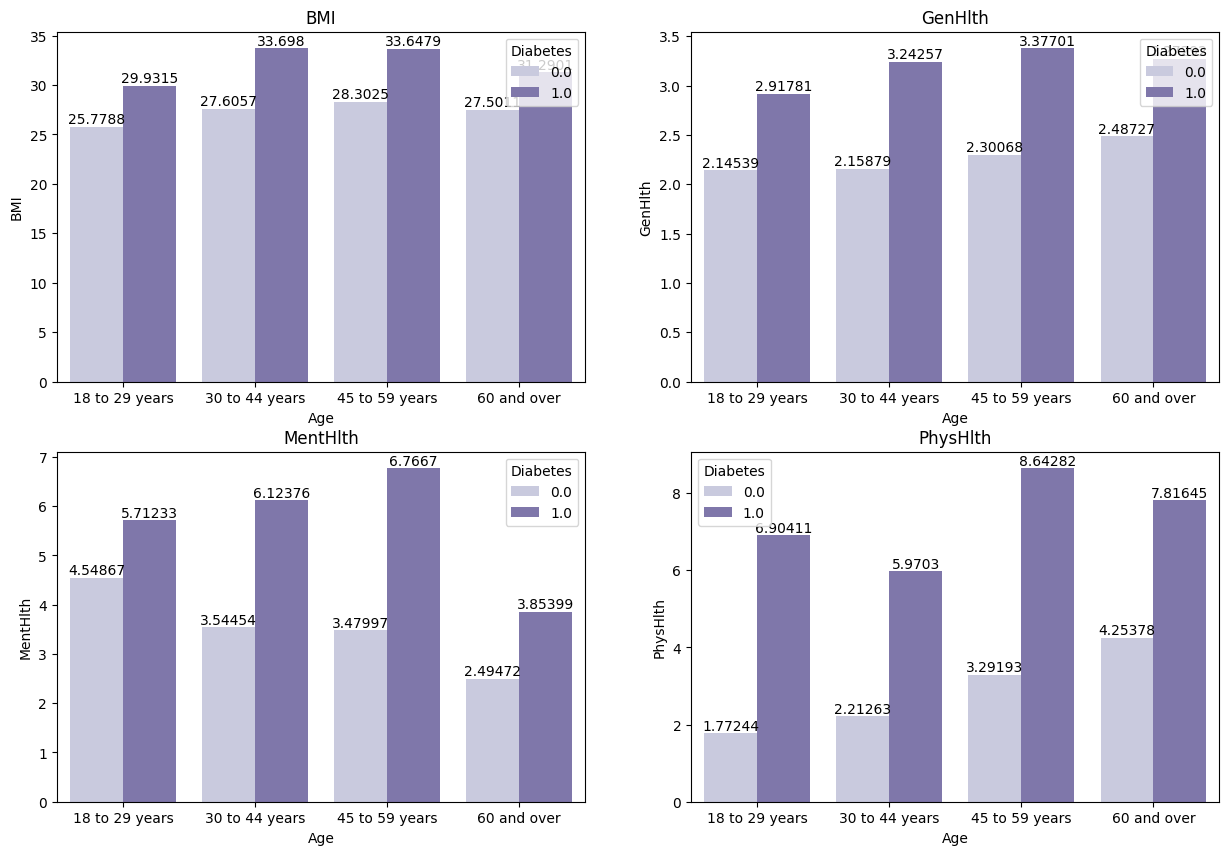 BMI
BMI
35
30
25
20
15
10
5
0
25.7788
29.9315
27.6057
33.698
28.3025
33.6479
31.2901
Diabetes
0.0
1.0
18 to 29 years
30 to 44 years
45 to 59 years
60 and over
Age
GenHlth
GenHlth
3.5
3.0
2.5
2.0
1.5
1.0
0.5
0.0
2.14539
2.91781
2.15879
3.24257
2.30068
3.37701
2.48727
Diabetes
0.0
1.0
18 to 29 years
30 to 44 years
45 to 59 years
60 and over
Age
MentHlth
MentHlth
7
6
5
4
3
2
1
0
4.54867
5.71233
3.54454
6.12376
3.47997
6.7667
2.49472
3.85399
Diabetes
0.0
1.0
18 to 29 years
30 to 44 years
45 to 59 years
60 and over
Age
PhysHlth
PhysHlth
8
6
4
2
0
Diabetes
0.0
1.0
1.77244
6.90411
2.21263
5.9703
3.29193
8.64282
4.25378
7.81645
18 to 29 years
30 to 44 years
45 to 59 years
60 and over
Age